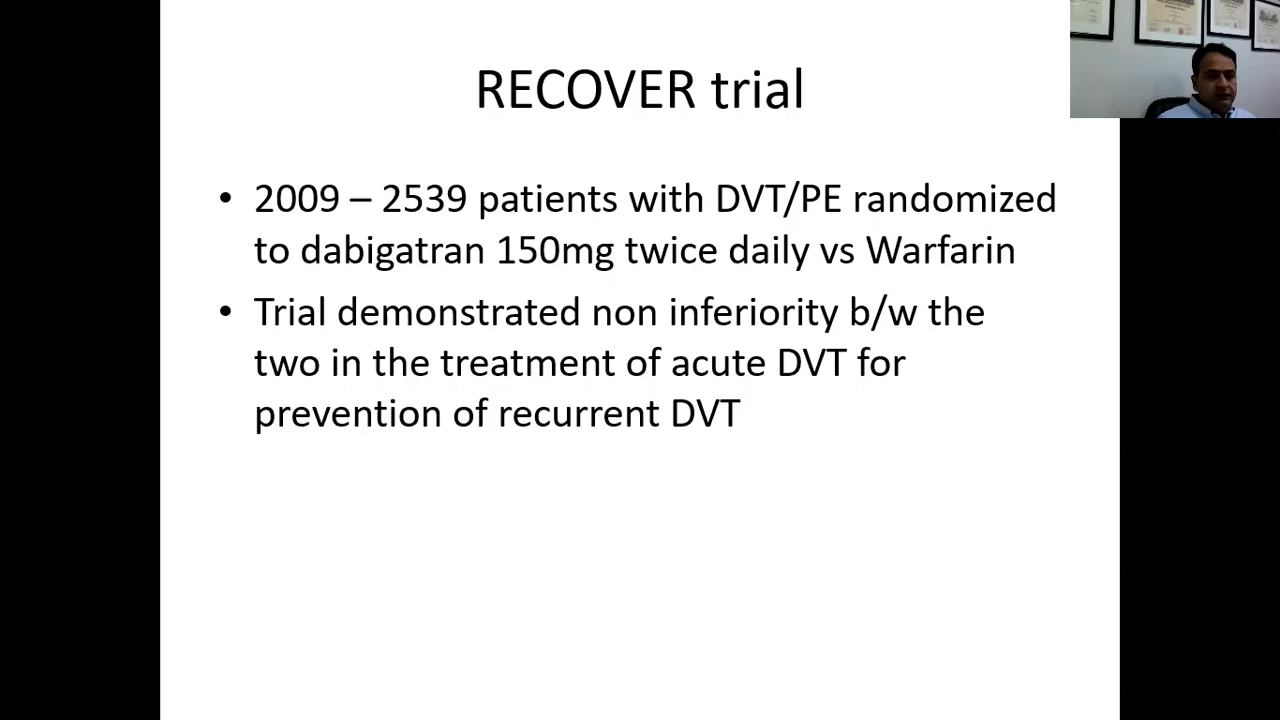 RECOVER trial
• 2009 – 2539 patients with DVT/PE randomized
to dabigatran 150mg twice daily vs Warfarin
• Trial demonstrated non inferiority b/w the
two in the treatment of acute DVT for
prevention of recurrent DVT